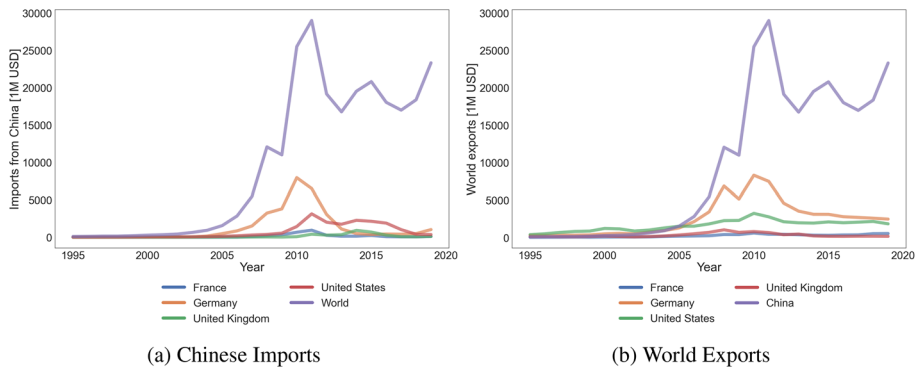 30000
25000
20000
15000
10000
5000
0
Imports from China [1M USD]
1995 2000 2005 2010 2015 2020
Year
France United States
Germany World
United Kingdom
(a) Chinese Imports
30000
25000
20000
15000
10000
5000
0
World exports [1M USD]
1995 2000 2005 2010 2015 2020
Year
France United Kingdom
Germany China
United States
(b) World Exports